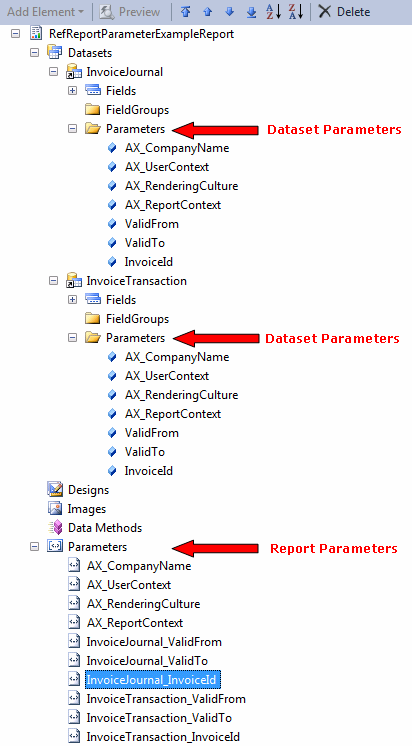 Add Element Preview A Z Z A Delete
RefReportParameterExampleReport
Datasets
InvoiceJournal
Fields
FieldGroups
Parameters Dataset Parameters
AX_CompanyName
AX_UserContext
AX_RenderingCulture
AX_ReportContext
ValidFrom
ValidTo
InvoiceId
InvoiceTransaction
Fields
FieldGroups
Parameters Dataset Parameters
AX_CompanyName
AX_UserContext
AX_RenderingCulture
AX_ReportContext
ValidFrom
ValidTo
InvoiceId
Designs
Images
Data Methods
Parameters Report Parameters
AX_CompanyName
AX_UserContext
AX_RenderingCulture
AX_ReportContext
InvoiceJournal_ValidFrom
InvoiceJournal_ValidTo
InvoiceJournal_InvoiceId
InvoiceTransaction_ValidFrom
InvoiceTransaction_ValidTo
InvoiceTransaction_InvoiceId